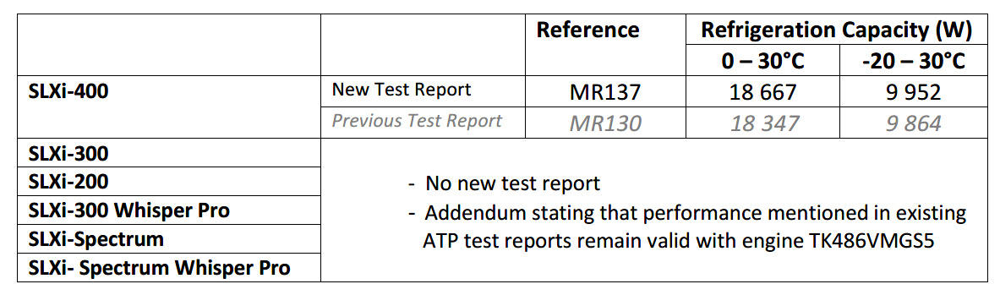 Reference Refrigeration Capacity (W)
0 – 30°C -20 – 30°C
SLXi-400 New Test Report MR137 18 667 9 952
Previous Test Report MR130 18 347 9 864
SLXi-300
SLXi-200
SLXi-300 Whisper Pro
SLXi-Spectrum
SLXi- Spectrum Whisper Pro
- No new test report
- Addendum stating that performance mentioned in existing
ATP test reports remain valid with engine TK486VMGS5